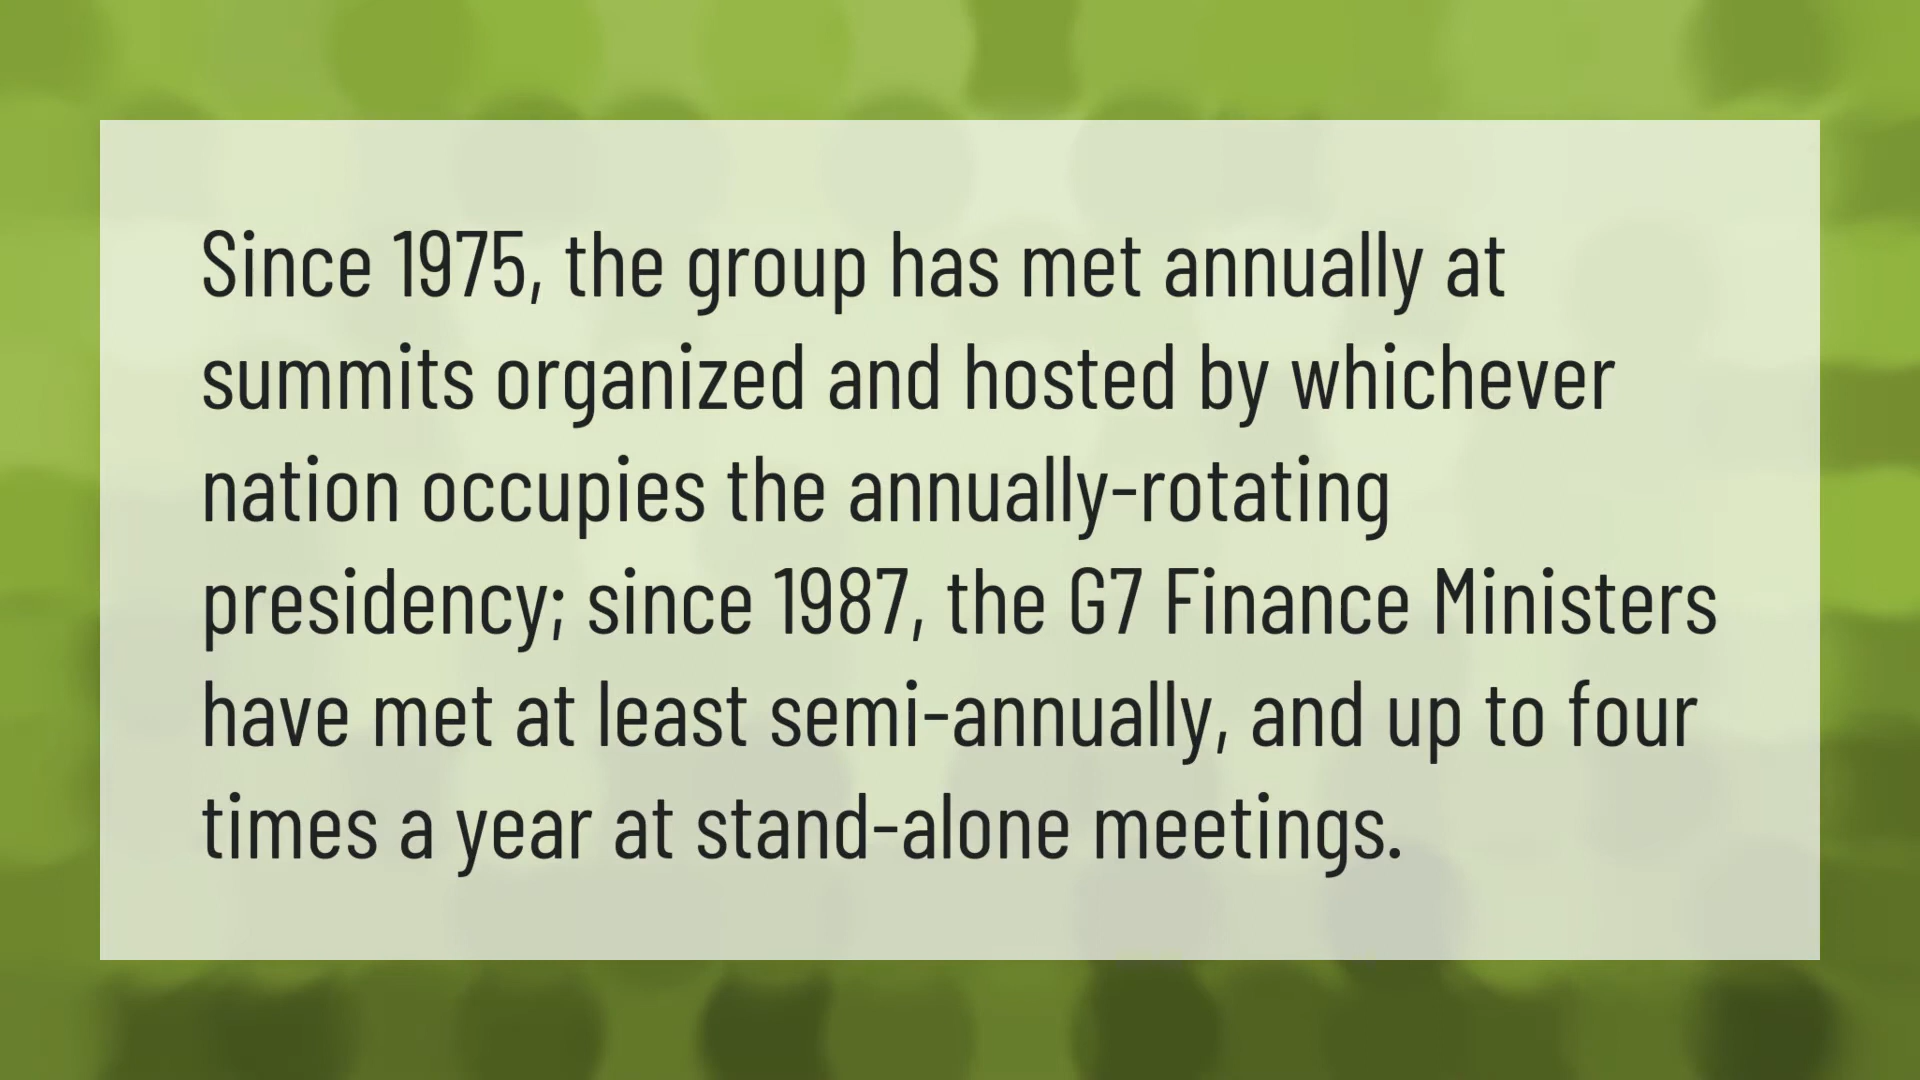 Since 1975, the group has met annually at
summits organized and hosted by whichever
nation occupies the annually-rotating
presidency; since 1987, the G7 Finance Ministers
have met at least semi-annually, and up to four
times a year at stand-alone meetings.